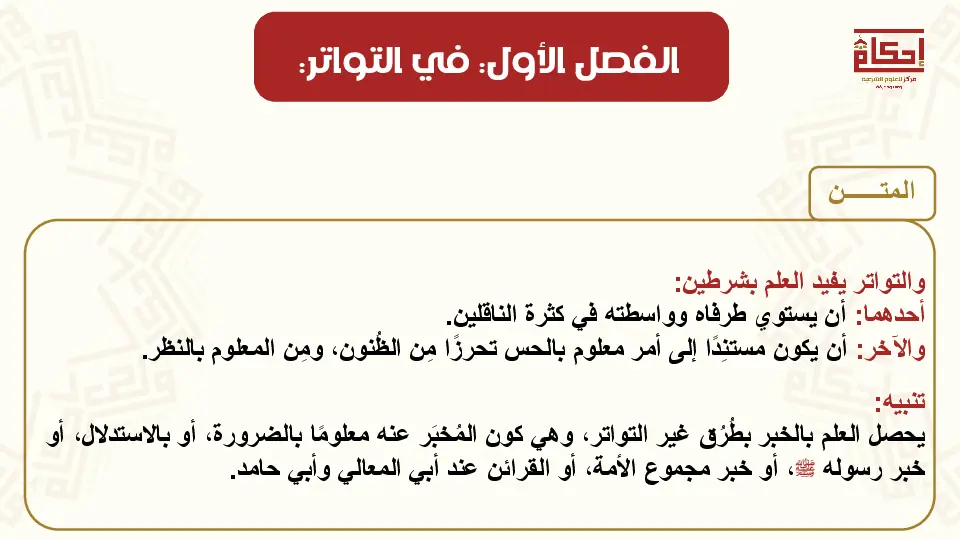 الفصل الأول: في التواتر:
إحكام
مركز للعلوم الشرعية
المتــــــن
والتواتر يفيد العلم بشرطين:
أحدهما: أن يستوي طرفاه وواسطته في كثرة الناقلين.
والآخر: أن يكون مستنِدًا إلى أمر معلوم بالحس تحرزًا مِن الظُنون، ومِن المعلوم بالنظر.
تنبيه:
يحصل العلم بالخبر بطُرُق غير التواتر، وهي كون المُخبَر عنه معلومًا بالضرورة، أو بالاستدلال، أو
خبر رسوله ﷺ، أو خبر مجموع الأمة، أو القرائن عند أبي المعالي وأبي حامد.